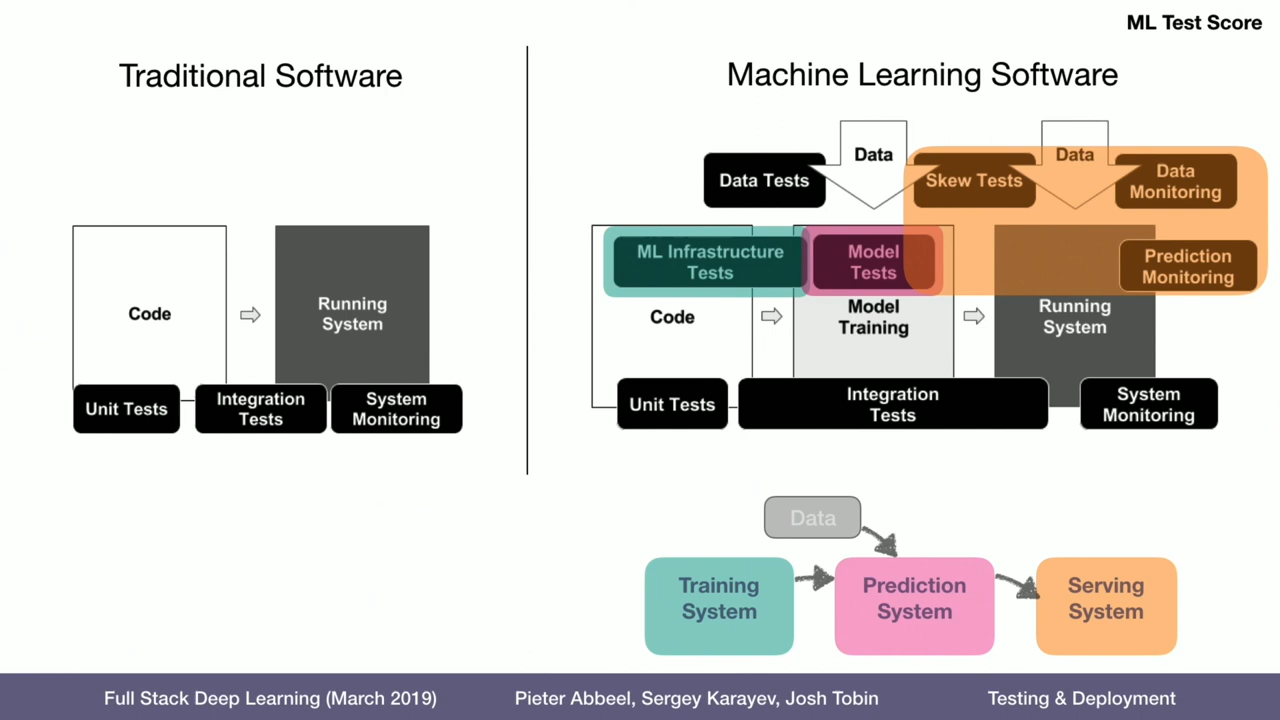 ML Test Score
Traditional Software
Code
Running
System
Unit Tests
Integration
Tests
System
Monitoring
Machine Learning Software
Data
Data
Data Tests
Skew Tests
Data
Monitoring
ML Infrastructure
Tests
Model
Tests
Prediction
Monitoring
Code
Model
Training
Running
System
Unit Tests
Integration
Tests
System
Monitoring
Data
Training
System
Prediction
System
Serving
System
Full Stack Deep Learning (March 2019)
Pieter Abbeel, Sergey Karayev, Josh Tobin
Testing & Deployment